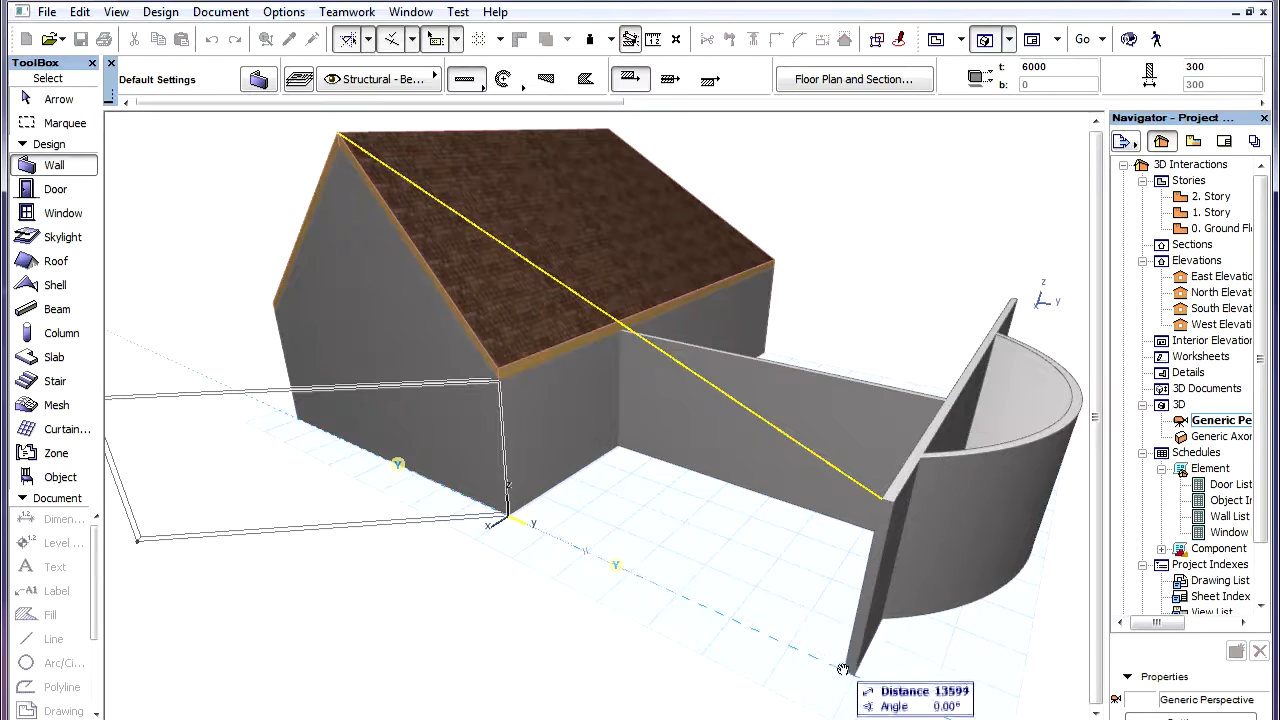 File Edit View Design Document Options Teamwork Window Test Help
Go
ToolBox
Select
Arrow
Marquee
Design
Wall
Door
Window
Skylight
Roof
Shell
Beam
Column
Slab
Stair
Mesh
Curtain...
Zone
Object
Document
Dimen...
Level ...
Text
A1 Label
Fill
Line
Arc/Ci...
Polyline
Drawing
Default Settings
Structural - Be...
Floor Plan and Section...
t: 6000
b: 0
300
300
z
y
x
Y
x y
Y
Distance 13599
Angle 0.00°
Navigator - Project ...
3D Interactions
Stories
2. Story
1. Story
0. Ground Fl
Sections
Elevations
East Elevatio
North Elevat
South Elevat
West Elevati
Interior Elevation
Worksheets
Details
3D Documents
3D
Generic Pe
Generic Axor
Schedules
Element
Door List
Object In
Wall List
Window
Component
Project Indexes
Drawing List
Sheet Index
View List
Properties
Generic Perspective